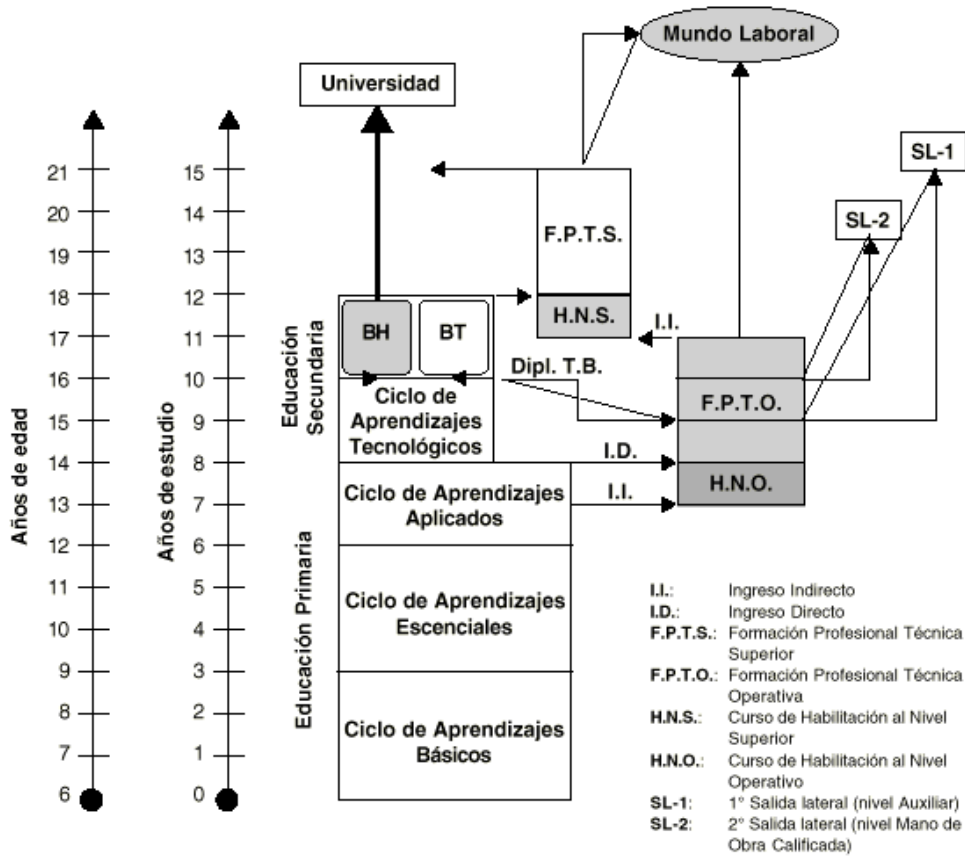 Mundo Laboral
Universidad
SL-1
SL-2
21
20
19
18
17
16
15
14
13
12
11
10
9
8
7
6
Años de edad
15
14
13
12
11
10
9
8
7
6
5
4
3
2
1
0
Años de estudio
F.P.T.S.
H.N.S.
Educación
Secundaria
BH
BT
Ciclo de
Aprendizajes
Tecnológicos
I.I.
Dipl. T.B.
F.P.T.O.
I.D.
I.I.
H.N.O.
Educación Primaria
Ciclo de Aprendizajes
Aplicados
Ciclo de Aprendizajes
Escenciales
Ciclo de Aprendizajes
Básicos
I.I.: Ingreso Indirecto
I.D.: Ingreso Directo
F.P.T.S.: Formación Profesional Técnica
Superior
F.P.T.O.: Formación Profesional Técnica
Operativa
H.N.S.: Curso de Habilitación al Nivel
Superior
H.N.O.: Curso de Habilitación al Nivel
Operativo
SL-1: 1° Salida lateral (nivel Auxiliar)
SL-2: 2° Salida lateral (nivel Mano de
Obra Calificada)